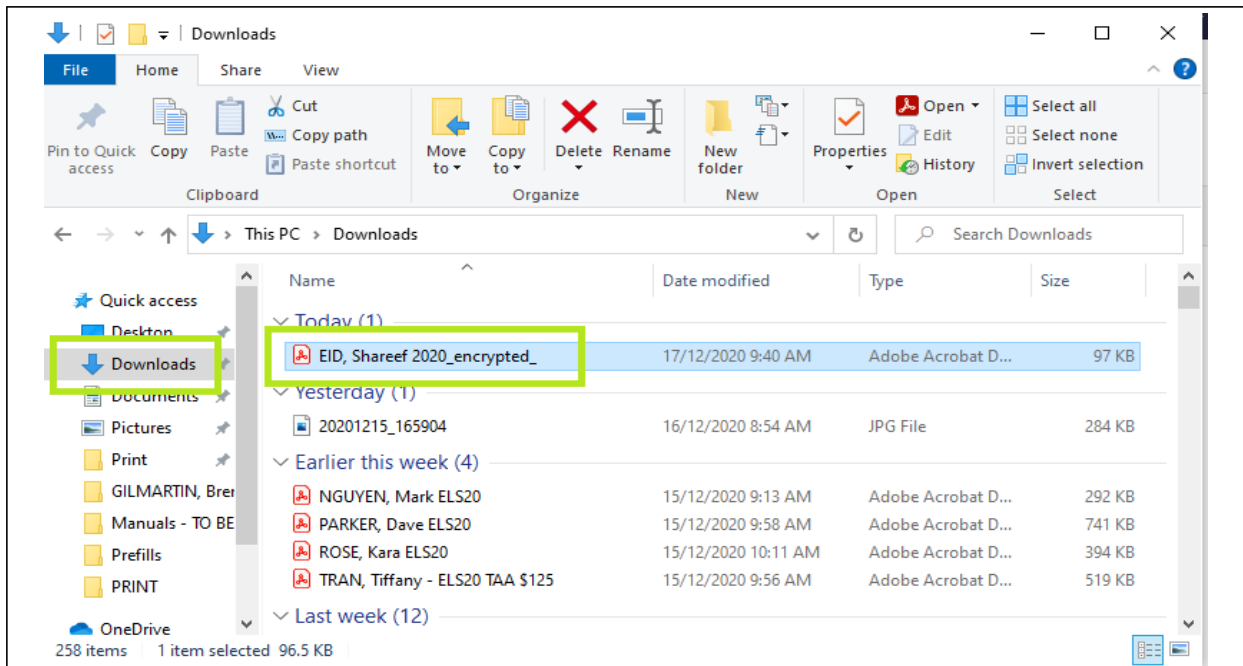 Downloads
File Home Share View
Pin to Quick access
Copy
Paste
Cut
Copy path
Paste shortcut
Move to
Copy to
Delete
Rename
New folder
Properties
Open
Edit
History
Select all
Select none
Invert selection
Clipboard Organize New Open Select
This PC > Downloads
Search Downloads
Name Date modified Type Size
Quick access
Desktop
Downloads
Documents
Pictures
Print
GILMARTIN, Brer
Manuals - TO BE
Prefills
PRINT
OneDrive
Today (1)
EID, Shareef 2020_encrypted_ 17/12/2020 9:40 AM Adobe Acrobat D... 97 KB
Yesterday (1)
20201215_165904 16/12/2020 8:54 AM JPG File 284 KB
Earlier this week (4)
NGUYEN, Mark ELS20 15/12/2020 9:13 AM Adobe Acrobat D... 292 KB
PARKER, Dave ELS20 15/12/2020 9:58 AM Adobe Acrobat D... 741 KB
ROSE, Kara ELS20 15/12/2020 10:11 AM Adobe Acrobat D... 394 KB
TRAN, Tiffany - ELS20 TAA $125 15/12/2020 9:56 AM Adobe Acrobat D... 519 KB
Last week (12)
258 items 1 item selected 96.5 KB